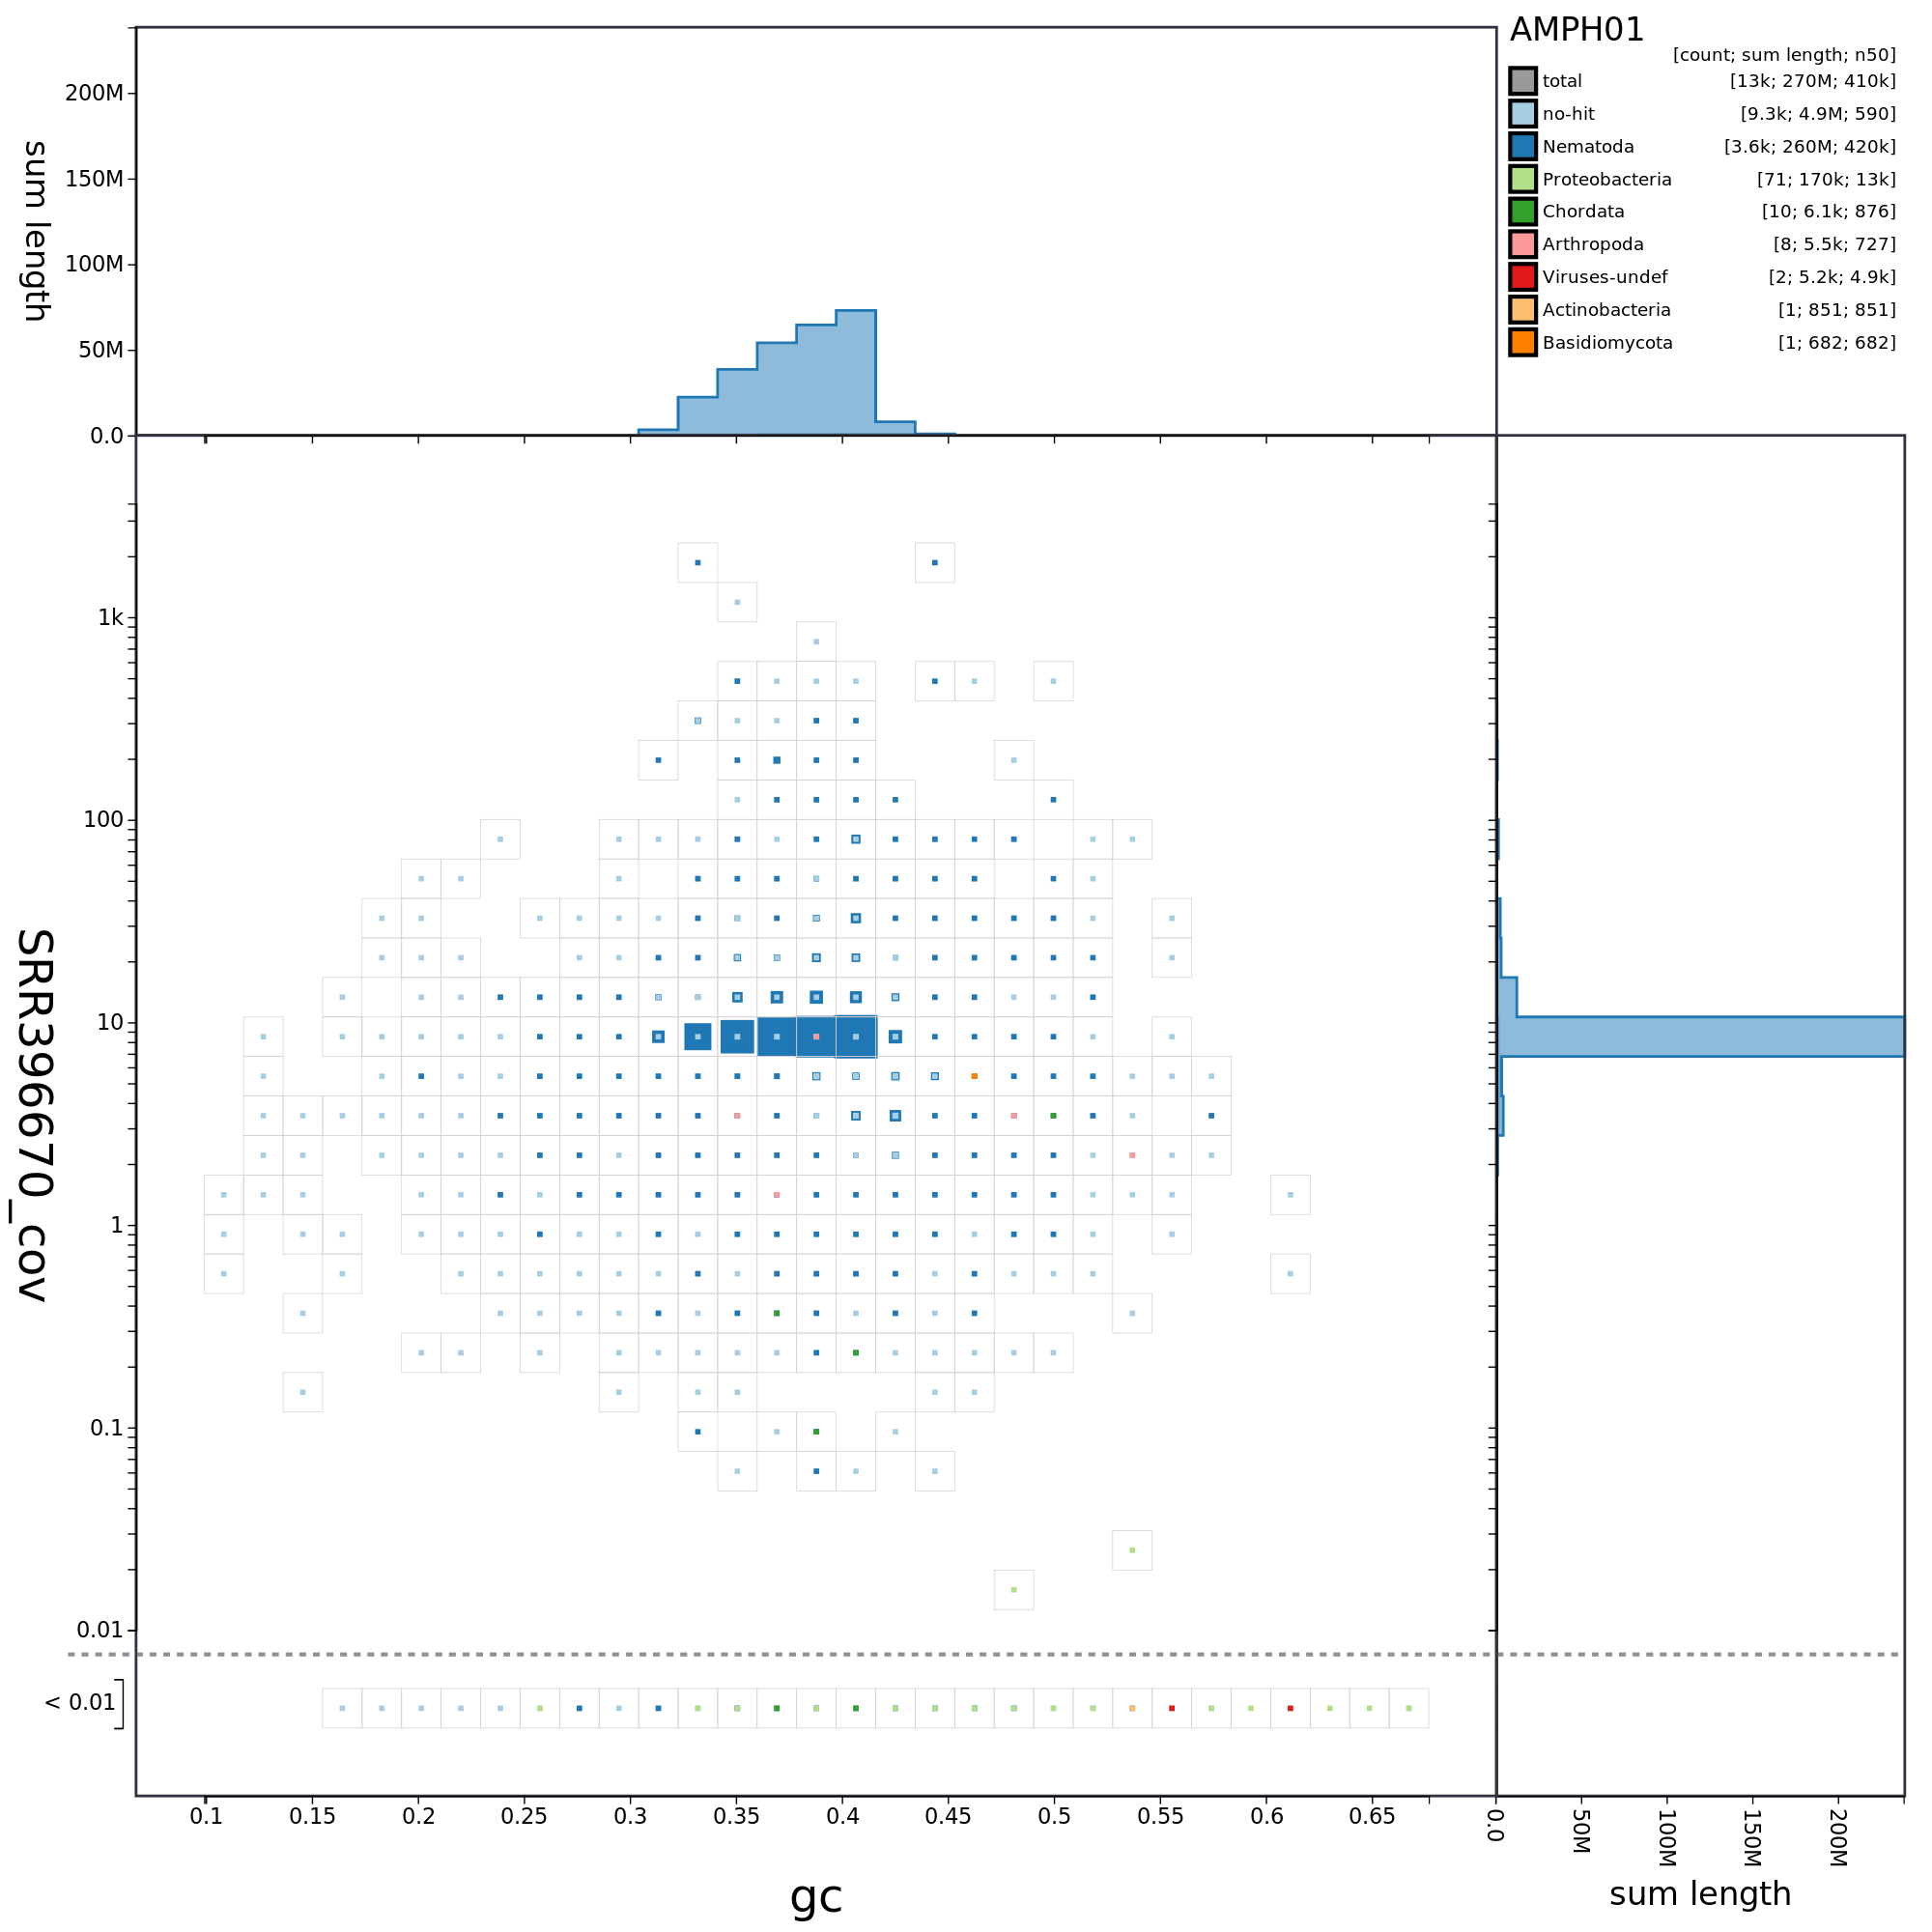 AMPH01
[count; sum length; n50]
total [13k; 270M; 410k]
no-hit [9.3k; 4.9M; 590]
Nematoda [3.6k; 260M; 420k]
Proteobacteria [71; 170k; 13k]
Chordata [10; 6.1k; 876]
Arthropoda [8; 5.5k; 727]
Viruses-undef [2; 5.2k; 4.9k]
Actinobacteria [1; 851; 851]
Basidiomycota [1; 682; 682]
sum length
200M
150M
100M
50M
0.0
SRR396670_cov
1k
100
10
1
0.1
0.01
< 0.01
0.1 0.15 0.2 0.25 0.3 0.35 0.4 0.45 0.5 0.55 0.6 0.65
gc
0.0 50M 100M 150M 200M
sum length